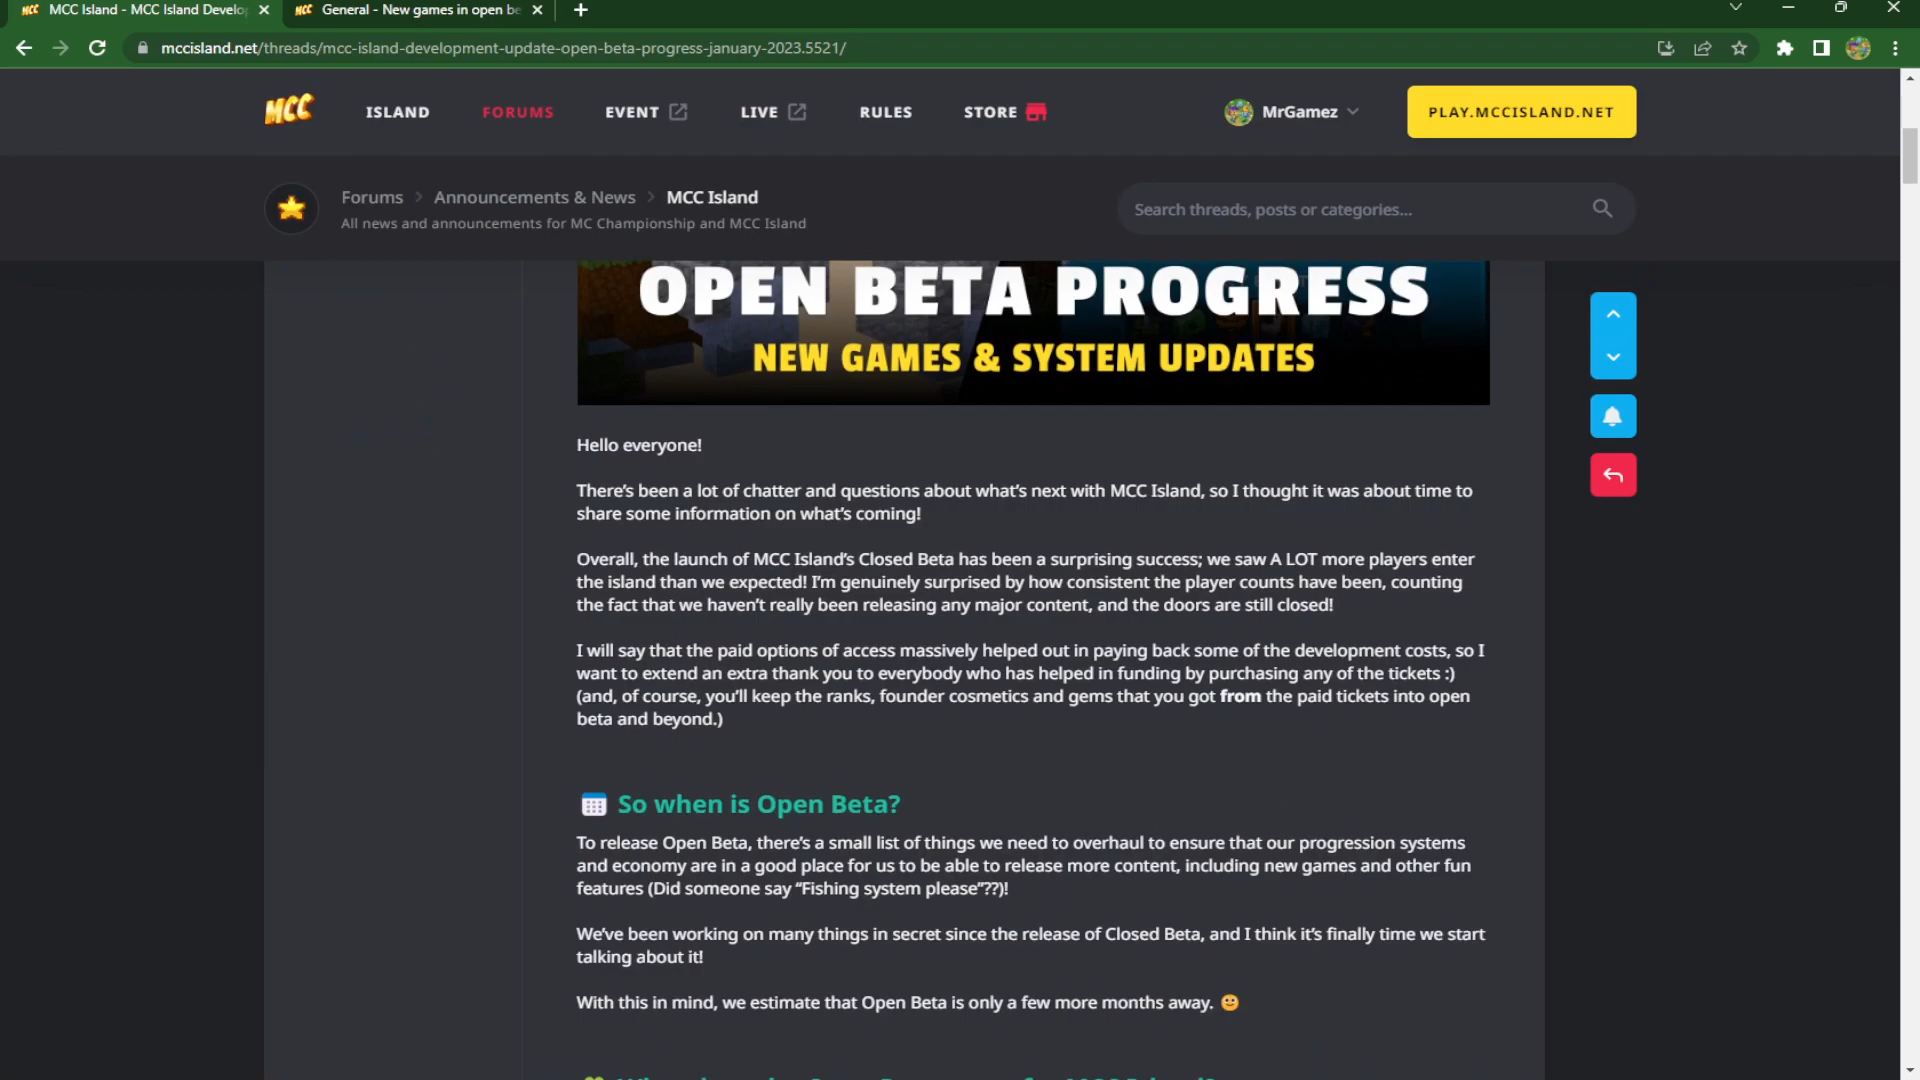 MCC Island - MCC Island Develo
General - New games in open be
mccisland.net/threads/mcc-island-development-update-open-beta-progress-january-2023.5521/
MCC
ISLAND
FORUMS
EVENT
LIVE
RULES
STORE
MrGamez
PLAY.MCCISLAND.NET
Forums > Announcements & News > MCC Island
All news and announcements for MC Championship and MCC Island
Search threads, posts or categories...
OPEN BETA PROGRESS
NEW GAMES & SYSTEM UPDATES
Hello everyone!
There's been a lot of chatter and questions about what's next with MCC Island, so I thought it was about time to
share some information on what's coming!
Overall, the launch of MCC Island's Closed Beta has been a surprising success; we saw A LOT more players enter
the island than we expected! I'm genuinely surprised by how consistent the player counts have been, counting
the fact that we haven't really been releasing any major content, and the doors are still closed!
I will say that the paid options of access massively helped out in paying back some of the development costs, so I
want to extend an extra thank you to everybody who has helped in funding by purchasing any of the tickets :)
(and, of course, you'll keep the ranks, founder cosmetics and gems that you got from the paid tickets into open
beta and beyond.)
So when is Open Beta?
To release Open Beta, there's a small list of things we need to overhaul to ensure that our progression systems
and economy are in a good place for us to be able to release more content, including new games and other fun
features (Did someone say "Fishing system please"??)!
We've been working on many things in secret since the release of Closed Beta, and I think it's finally time we start
talking about it!
With this in mind, we estimate that Open Beta is only a few more months away. 🙂